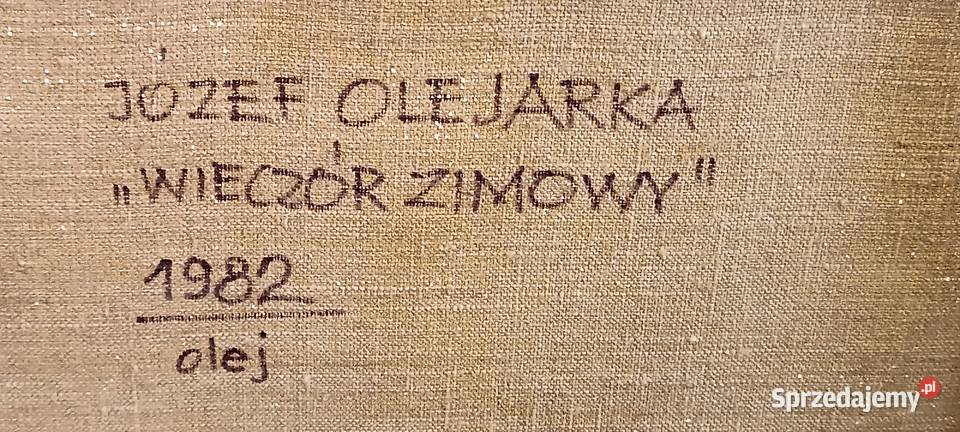 JÓZEF OLEJARKA
„WIECZÓR ZIMOWY"
1982
olej
Sprzedajemy.pl